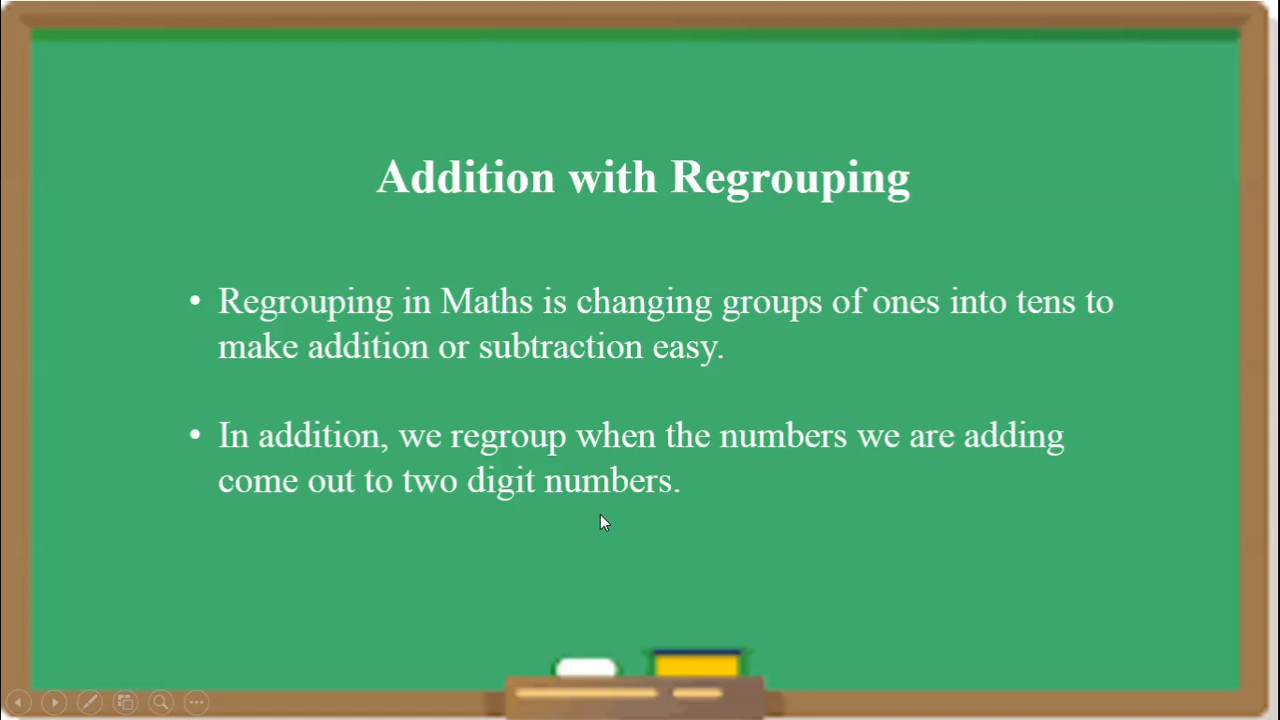 Addition with Regrouping
• Regrouping in Maths is changing groups of ones into tens to
make addition or subtraction easy.
• In addition, we regroup when the numbers we are adding
come out to two digit numbers.